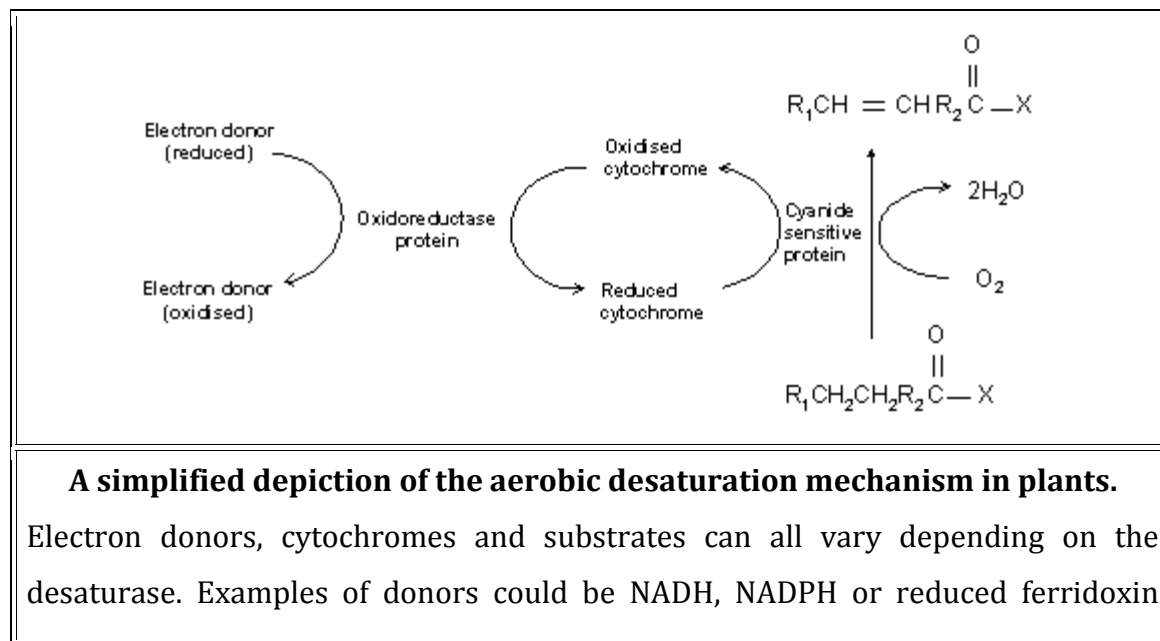 O
||
R₁CH = CHR₂C—X
Electron donor
(reduced)
Oxidised
cytochrome
2H₂O
Oxidoreductase
protein
Cyanide
sensitive
protein
Electron donor
(oxidised)
Reduced
cytochrome
O₂
O
||
R₁CH₂CH₂R₂C—X
A simplified depiction of the aerobic desaturation mechanism in plants.
Electron donors, cytochromes and substrates can all vary depending on the
desaturase. Examples of donors could be NADH, NADPH or reduced ferridoxin